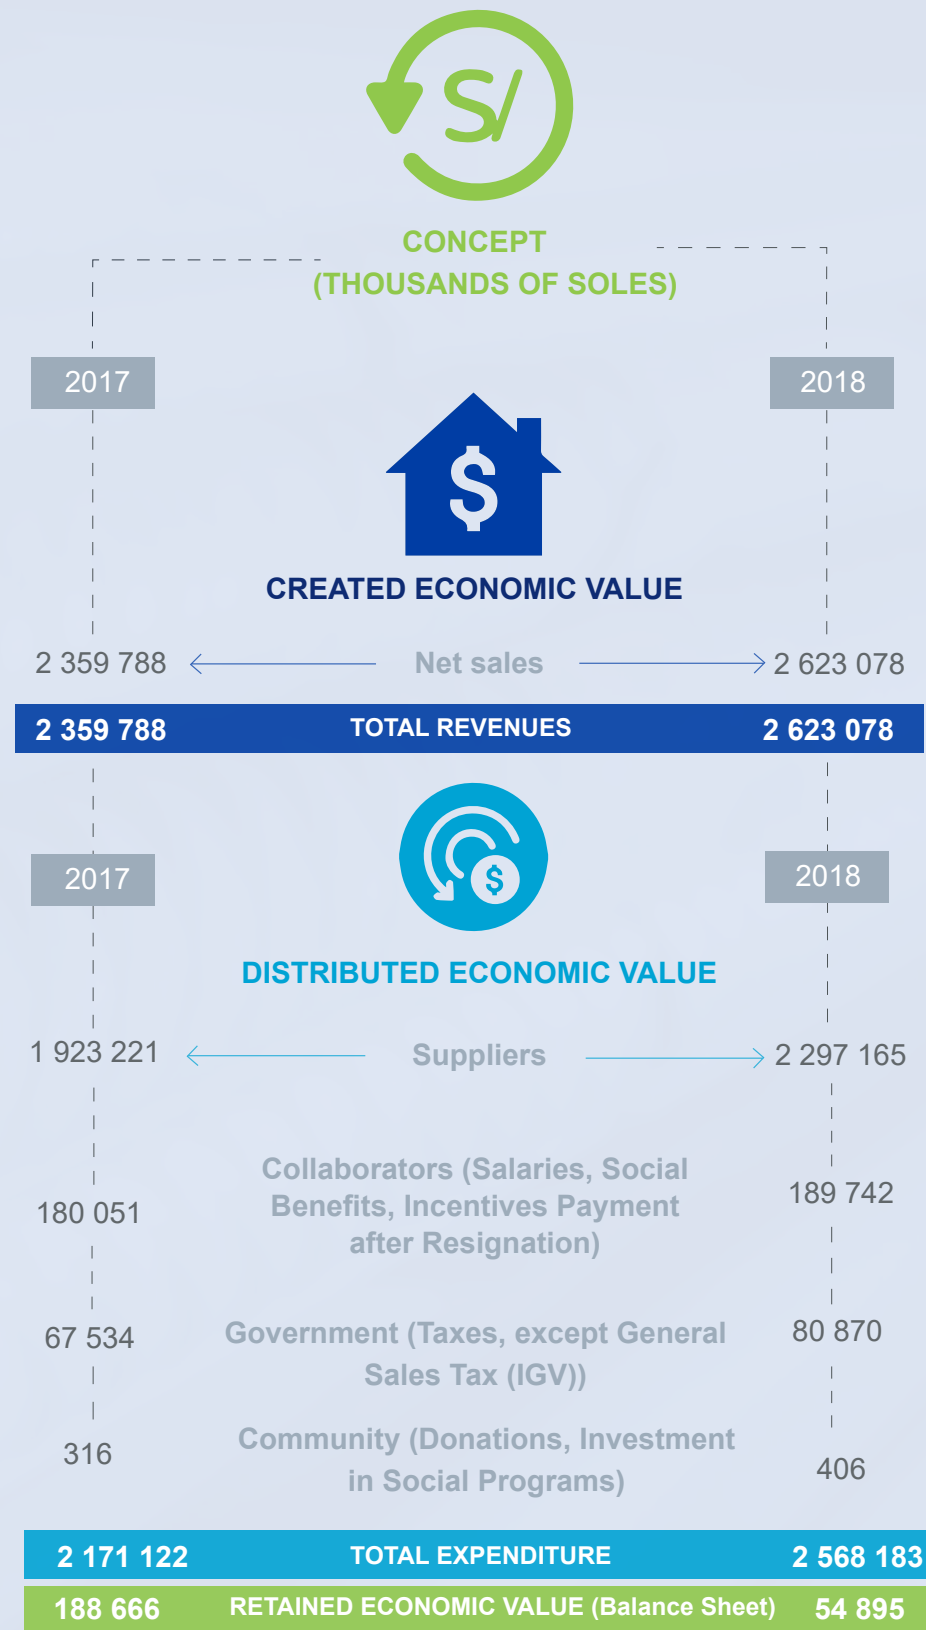 S/
CONCEPT
(THOUSANDS OF SOLES)
2017
2018
$
CREATED ECONOMIC VALUE
2 359 788 Net sales 2 623 078
2 359 788 TOTAL REVENUES 2 623 078
2017
2018
$
DISTRIBUTED ECONOMIC VALUE
1 923 221 Suppliers 2 297 165
Collaborators (Salaries, Social
Benefits, Incentives Payment
after Resignation)
180 051
189 742
67 534
Government (Taxes, except General
Sales Tax (IGV))
80 870
316
Community (Donations, Investment
in Social Programs)
406
2 171 122 TOTAL EXPENDITURE 2 568 183
188 666 RETAINED ECONOMIC VALUE (Balance Sheet) 54 895